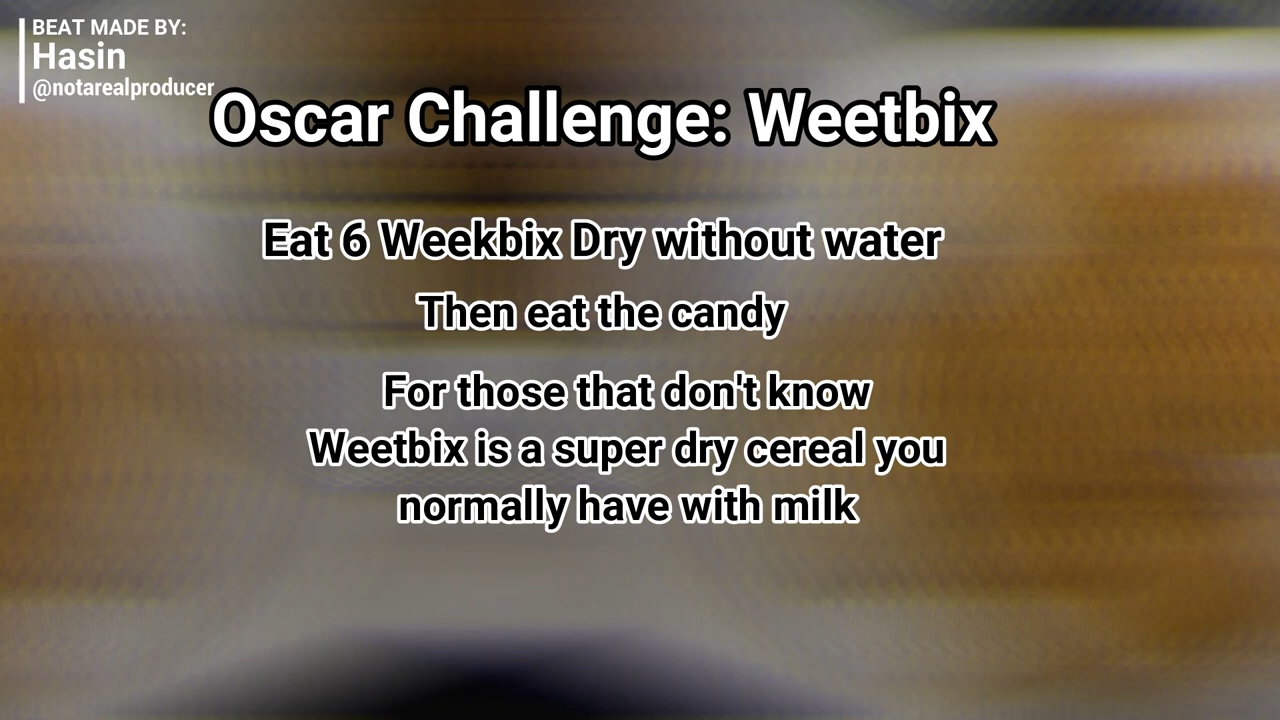 BEAT MADE BY:
Hasin
@notarealproducer
Oscar Challenge: Weetbix
Eat 6 Weekbix Dry without water
Then eat the candy
For those that don't know
Weetbix is a super dry cereal you
normally have with milk